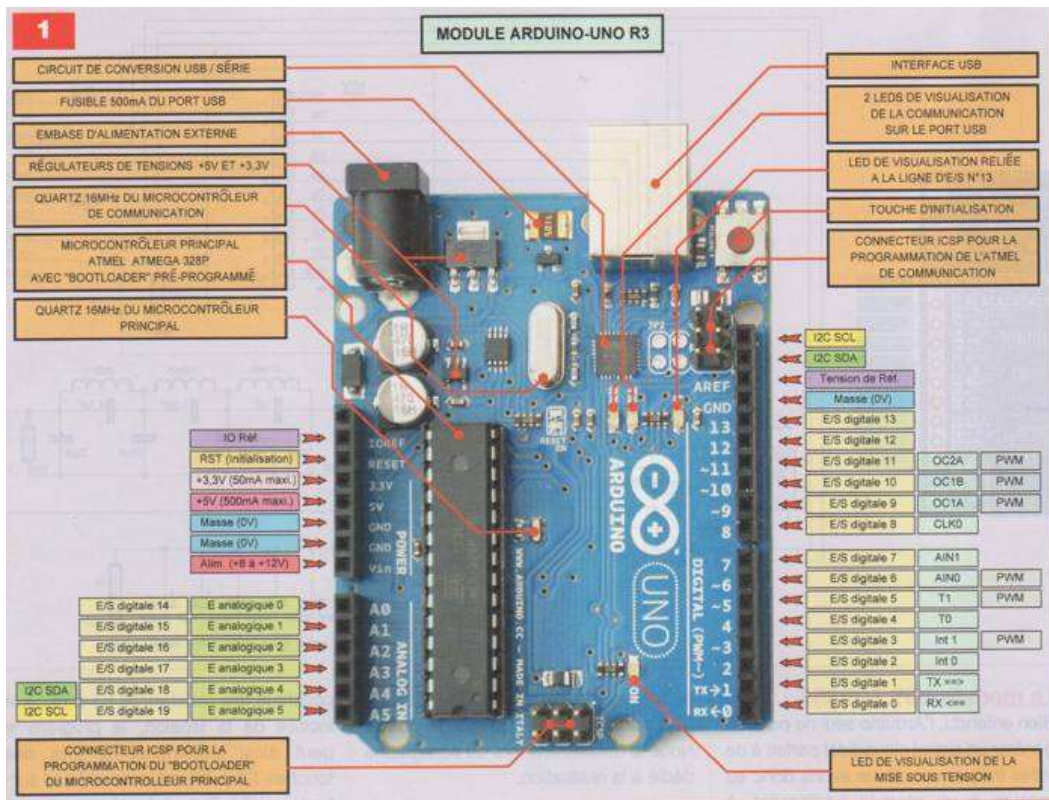 1
MODULE ARDUINO-UNO R3
CIRCUIT DE CONVERSION USB / SÉRIE
FUSIBLE 500mA DU PORT USB
EMBASE D'ALIMENTATION EXTERNE
RÉGULATEURS DE TENSIONS +5V ET +3,3V
QUARTZ 16MHz DU MICROCONTRÔLEUR
DE COMMUNICATION
MICROCONTRÔLEUR PRINCIPAL
ATMEL ATMEGA 328P
AVEC "BOOTLOADER" PRÉ-PROGRAMMÉ
QUARTZ 16MHz DU MICROCONTRÔLEUR
PRINCIPAL
INTERFACE USB
2 LEDS DE VISUALISATION
DE LA COMMUNICATION
SUR LE PORT USB
LED DE VISUALISATION RELIÉE
A LA LIGNE D'E/S N°13
TOUCHE D'INITIALISATION
CONNECTEUR ICSP POUR LA
PROGRAMMATION DE L'ATMEL
DE COMMUNICATION
IO Réf.
RST (Initialisation)
+3,3V (50mA maxi.)
+5V (500mA maxi.)
Masse (0V)
Masse (0V)
Alim. (+6 à +12V)
E/S digitale 14 E analogique 0
E/S digitale 15 E analogique 1
E/S digitale 16 E analogique 2
E/S digitale 17 E analogique 3
I2C SDA E/S digitale 18 E analogique 4
I2C SCL E/S digitale 19 E analogique 5
IOREF
RESET
3.3V
5V
GND
GND
Vin
POWER
A0
A1
A2
A3
A4
A5
ANALOG IN
WWW.ARDUINO.CC - MADE IN ITALY
RESET
ICSP
ON
ARDUINO
UNO
AREF
GND
13
12
~11
~10
~9
8
7
~6
~5
4
~3
2
TX→1
RX←0
DIGITAL (PWM~)
I2C SCL
I2C SDA
Tension de Réf.
Masse (0V)
E/S digitale 13
E/S digitale 12
E/S digitale 11 OC2A PWM
E/S digitale 10 OC1B PWM
E/S digitale 9 OC1A PWM
E/S digitale 8 CLK0
E/S digitale 7 AIN1
E/S digitale 6 AIN0 PWM
E/S digitale 5 T1 PWM
E/S digitale 4 T0
E/S digitale 3 Int 1 PWM
E/S digitale 2 Int 0
E/S digitale 1 TX ==>
E/S digitale 0 RX <==
CONNECTEUR ICSP POUR LA
PROGRAMMATION DU "BOOTLOADER"
DU MICROCONTROLLEUR PRINCIPAL
LED DE VISUALISATION DE LA
MISE SOUS TENSION